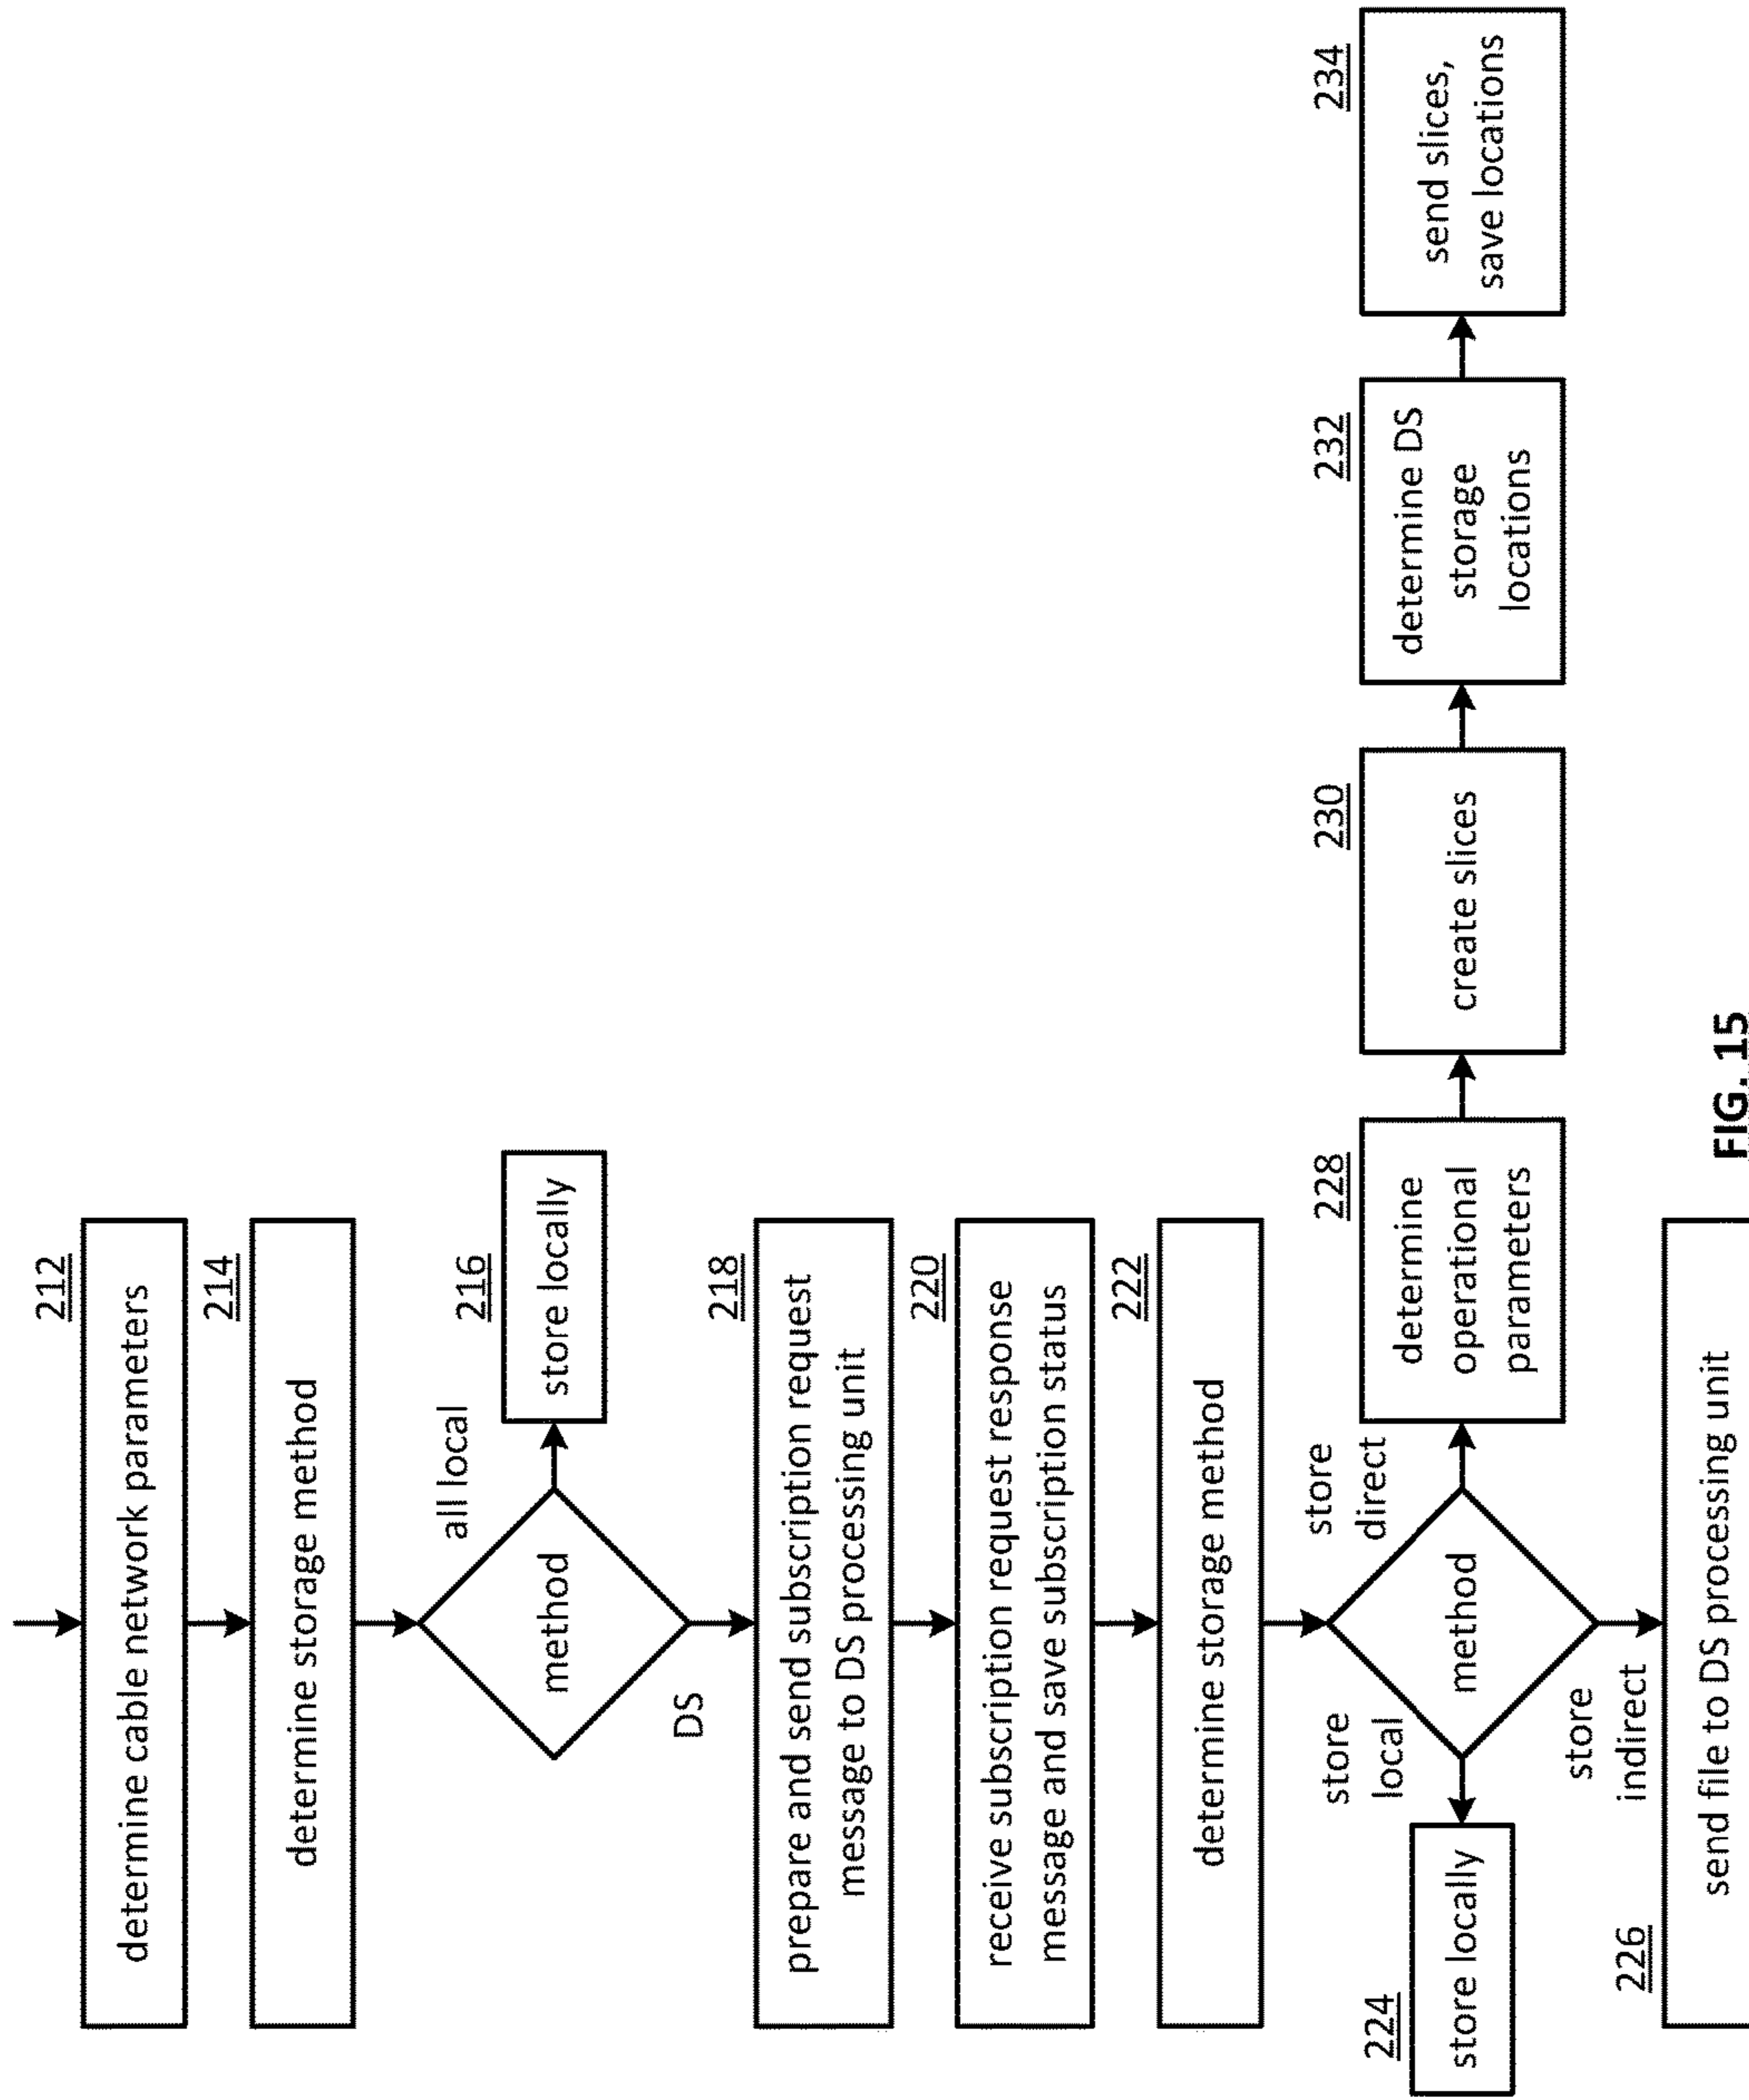 212
determine cable network parameters
214
determine storage method
method
all local
216
store locally
DS
218
prepare and send subscription request
message to DS processing unit
220
receive subscription request response
message and save subscription status
222
determine storage method
method
store
local
224
store locally
store
indirect
226
send file to DS processing unit
store
direct
228
determine
operational
parameters
230
create slices
232
determine DS
storage
locations
234
send slices,
save locations
FIG. 15